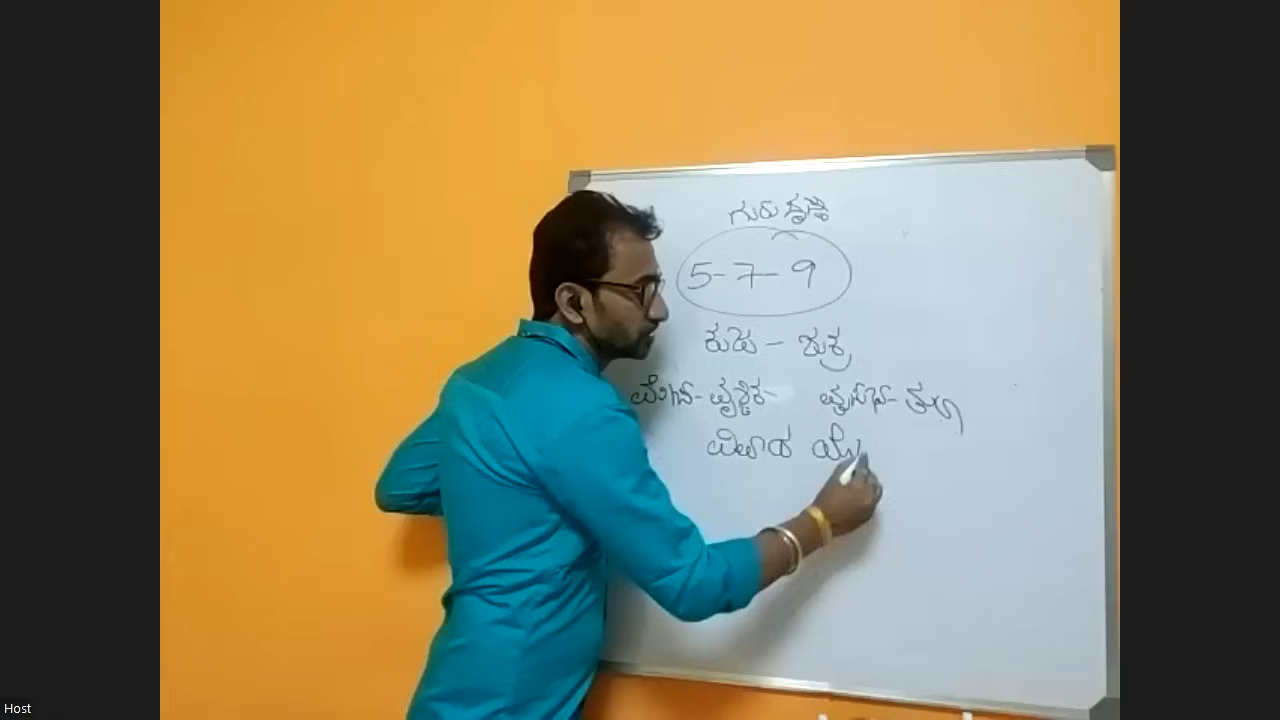 ಗುರು ದೃಷ್ಟಿ
5-7-9
ಕುಜ - ಶುಕ್ರ
ಮೇಷ - ವೃಶ್ಚಿಕ - ವೃಷಭ - ತುಲಾ
ವಿವಾಹ ಯೋ
Host